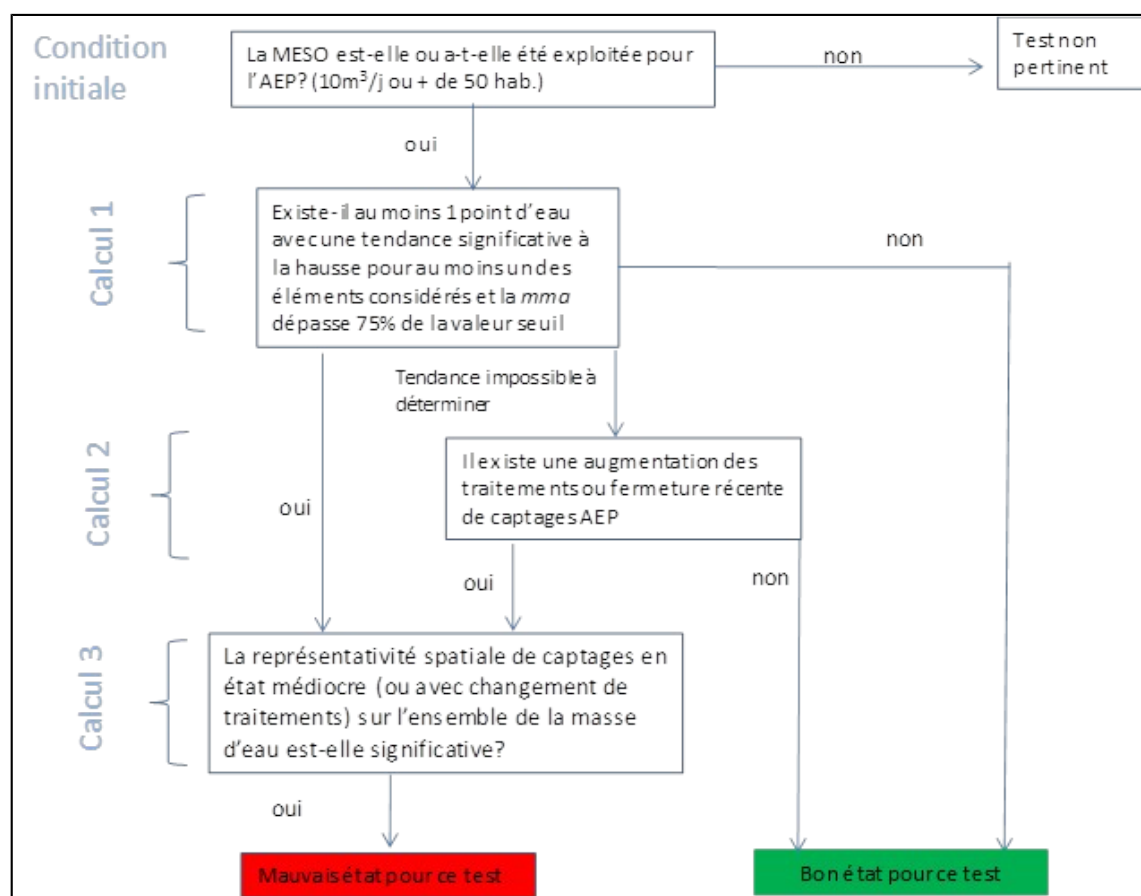 Condition
initiale
La MESO est-elle ou a-t-elle été exploitée pour
l'AEP? (10m³/j ou + de 50 hab.)
non
Test non
pertinent
oui
Calcul 1
Existe-il au moins 1 point d'eau
avec une tendance significative à
la hausse pour au moins un des
éléments considérés et la mma
dépasse 75% de la valeur seuil
non
Tendance impossible à
déterminer
Calcul 2
Il existe une augmentation des
traitements ou fermeture récente
de captages AEP
oui
oui
non
Calcul 3
La représentativité spatiale de captages en
état médiocre (ou avec changement de
traitements) sur l'ensemble de la masse
d'eau est-elle significative?
oui
Mauvais état pour ce test
Bon état pour ce test